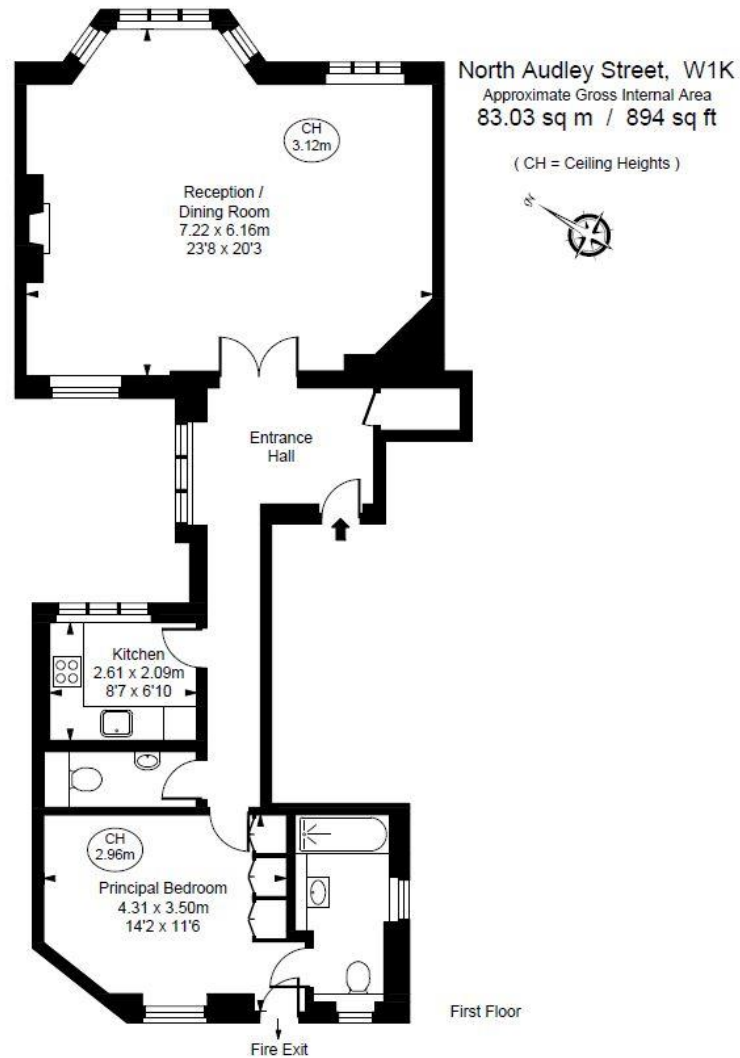 North Audley Street, W1K
Approximate Gross Internal Area
83.03 sq m / 894 sq ft
( CH = Ceiling Heights )
N
CH
3.12m
Reception /
Dining Room
7.22 x 6.16m
23'8 x 20'3
Entrance
Hall
Kitchen
2.61 x 2.09m
8'7 x 6'10
CH
2.96m
Principal Bedroom
4.31 x 3.50m
14'2 x 11'6
First Floor
Fire Exit